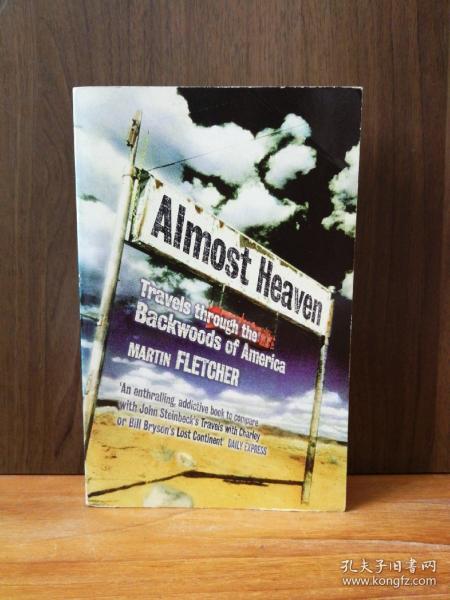 Almost Heaven
Travels through the
Backwoods of America
MARTIN FLETCHER
'An enthralling, addictive book to compare
with John Steinbeck's Travels with Charley
or Bill Bryson's Lost Continent' DAILY EXPRESS
孔夫子旧书网
www.kongfz.com